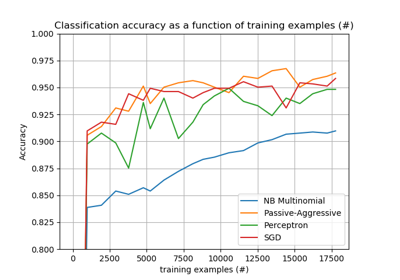 Classification accuracy as a function of training examples (#)
1.000
0.975
0.950
0.925
0.900
0.875
0.850
0.825
0.800
Accuracy
NB Multinomial
Passive-Aggressive
Perceptron
SGD
0 2500 5000 7500 10000 12500 15000 17500
training examples (#)